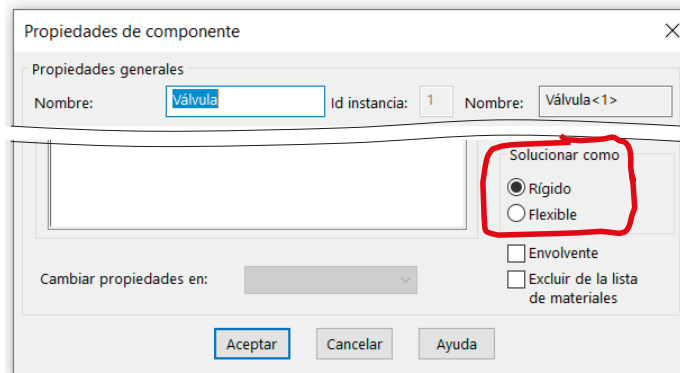 Propiedades de componente
Propiedades generales
Nombre: Válvula Id instancia: 1 Nombre: Válvula<1>
Solucionar como
Rígido
Flexible
Envolvente
Cambiar propiedades en: Excluir de la lista
de materiales
Aceptar Cancelar Ayuda